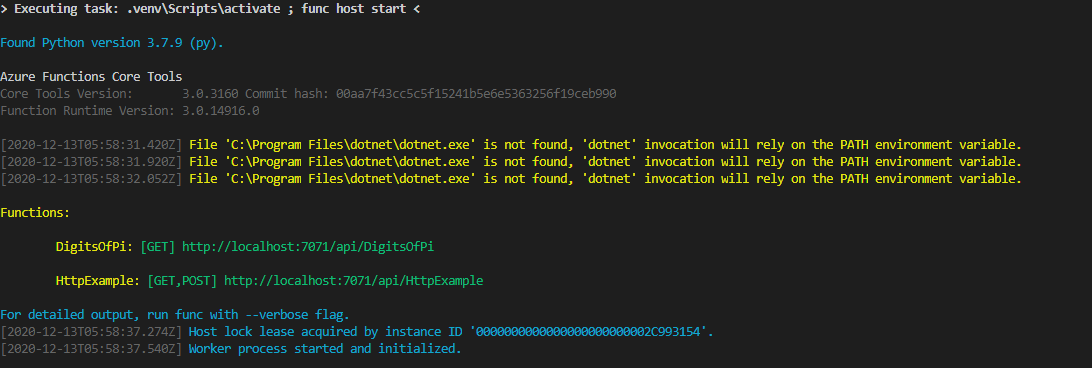 > Executing task: .venv\Scripts\activate ; func host start <
Found Python version 3.7.9 (py).
Azure Functions Core Tools
Core Tools Version:       3.0.3160 Commit hash: 00aa7f43cc5c5f15241b5e6e5363256f19ceb990
Function Runtime Version: 3.0.14916.0
[2020-12-13T05:58:31.420Z] File 'C:\Program Files\dotnet\dotnet.exe' is not found, 'dotnet' invocation will rely on the PATH environment variable.
[2020-12-13T05:58:31.920Z] File 'C:\Program Files\dotnet\dotnet.exe' is not found, 'dotnet' invocation will rely on the PATH environment variable.
[2020-12-13T05:58:32.052Z] File 'C:\Program Files\dotnet\dotnet.exe' is not found, 'dotnet' invocation will rely on the PATH environment variable.
Functions:
DigitsOfPi: [GET] http://localhost:7071/api/DigitsOfPi
HttpExample: [GET,POST] http://localhost:7071/api/HttpExample
For detailed output, run func with --verbose flag.
[2020-12-13T05:58:37.274Z] Host lock lease acquired by instance ID '0000000000000000000000002C993154'.
[2020-12-13T05:58:37.540Z] Worker process started and initialized.